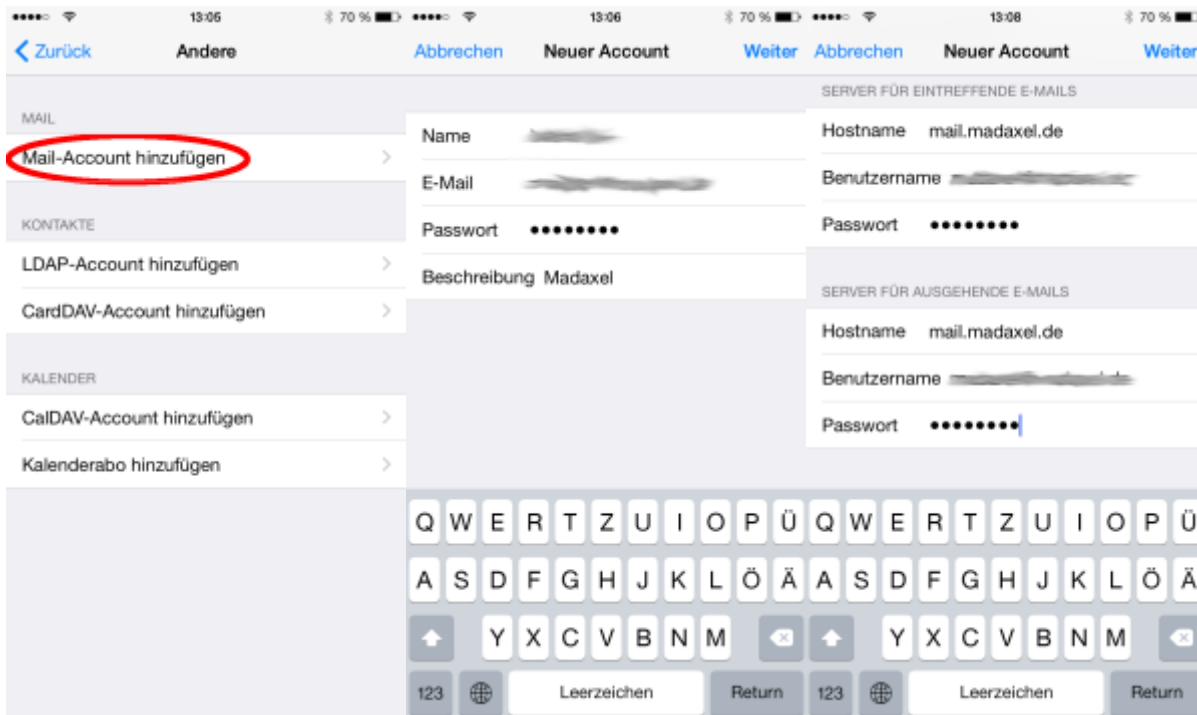 13:05
70 %
Zurück
Andere
MAIL
Mail-Account hinzufügen
KONTAKTE
LDAP-Account hinzufügen
CardDAV-Account hinzufügen
KALENDER
CalDAV-Account hinzufügen
Kalenderabo hinzufügen
13:06
70 %
Abbrechen
Neuer Account
Weiter
Name
E-Mail
Passwort ••••••••
Beschreibung Madaxel
Q W E R T Z U I O P Ü
A S D F G H J K L Ö Ä
Y X C V B N M
123
Leerzeichen
Return
13:08
70 %
Abbrechen
Neuer Account
Weiter
SERVER FÜR EINTREFFENDE E-MAILS
Hostname mail.madaxel.de
Benutzername
Passwort ••••••••
SERVER FÜR AUSGEHENDE E-MAILS
Hostname mail.madaxel.de
Benutzername
Passwort ••••••••
Q W E R T Z U I O P Ü
A S D F G H J K L Ö Ä
Y X C V B N M
123
Leerzeichen
Return